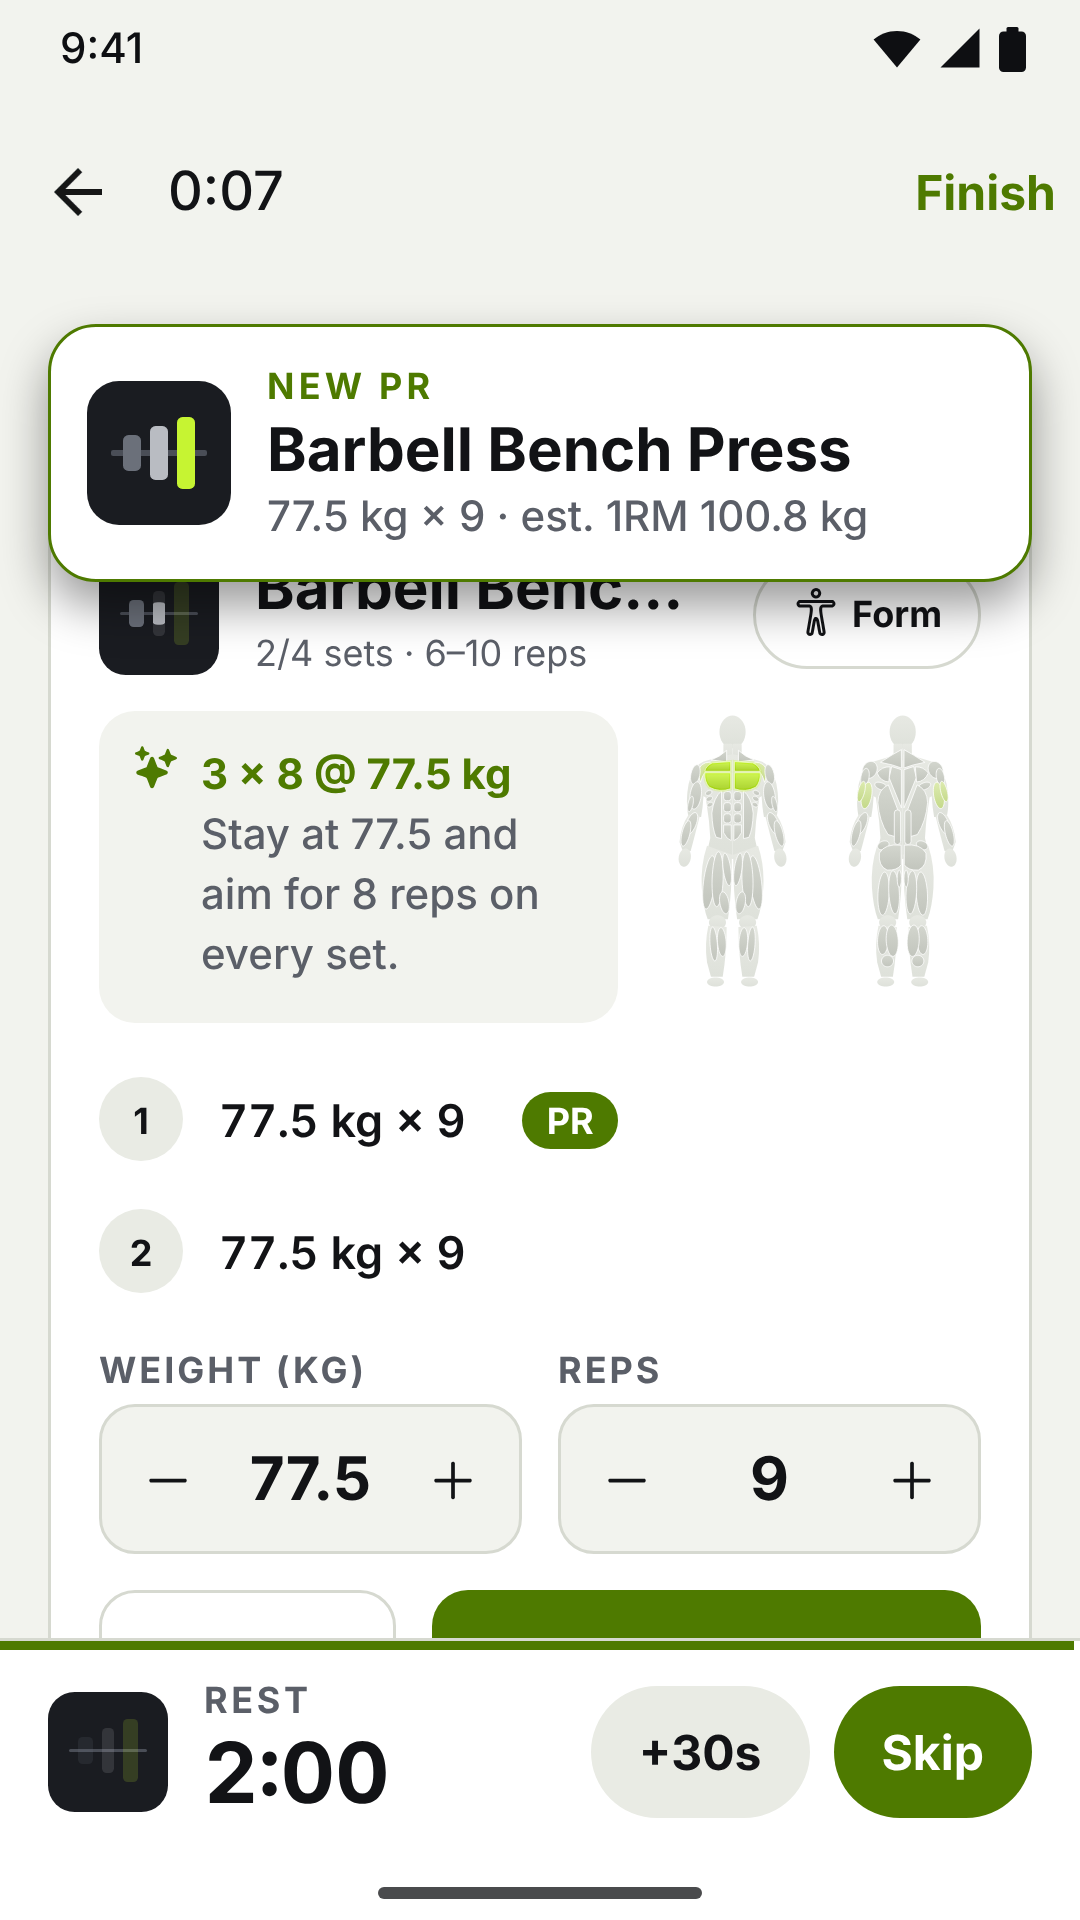 9:41
0:07
Finish
NEW PR
Barbell Bench Press
77.5 kg × 9 · est. 1RM 100.8 kg
Barbell Benc...
Form
2/4 sets · 6–10 reps
3 × 8 @ 77.5 kg
Stay at 77.5 and
aim for 8 reps on
every set.
1 77.5 kg × 9 PR
2 77.5 kg × 9
WEIGHT (KG) REPS
− 77.5 + − 9 +
REST
2:00
+30s
Skip